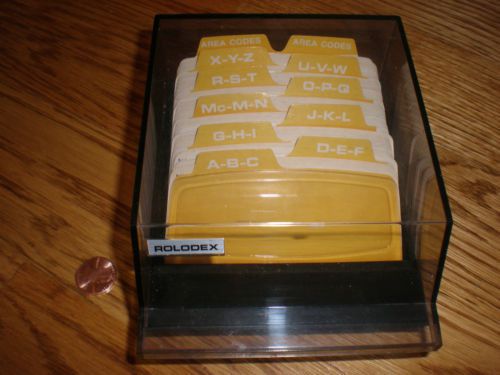 AREA CODES AREA CODES
X-Y-Z U-V-W
R-S-T O-P-Q
Mc-M-N J-K-L
G-H-I D-E-F
A-B-C
ROLODEX